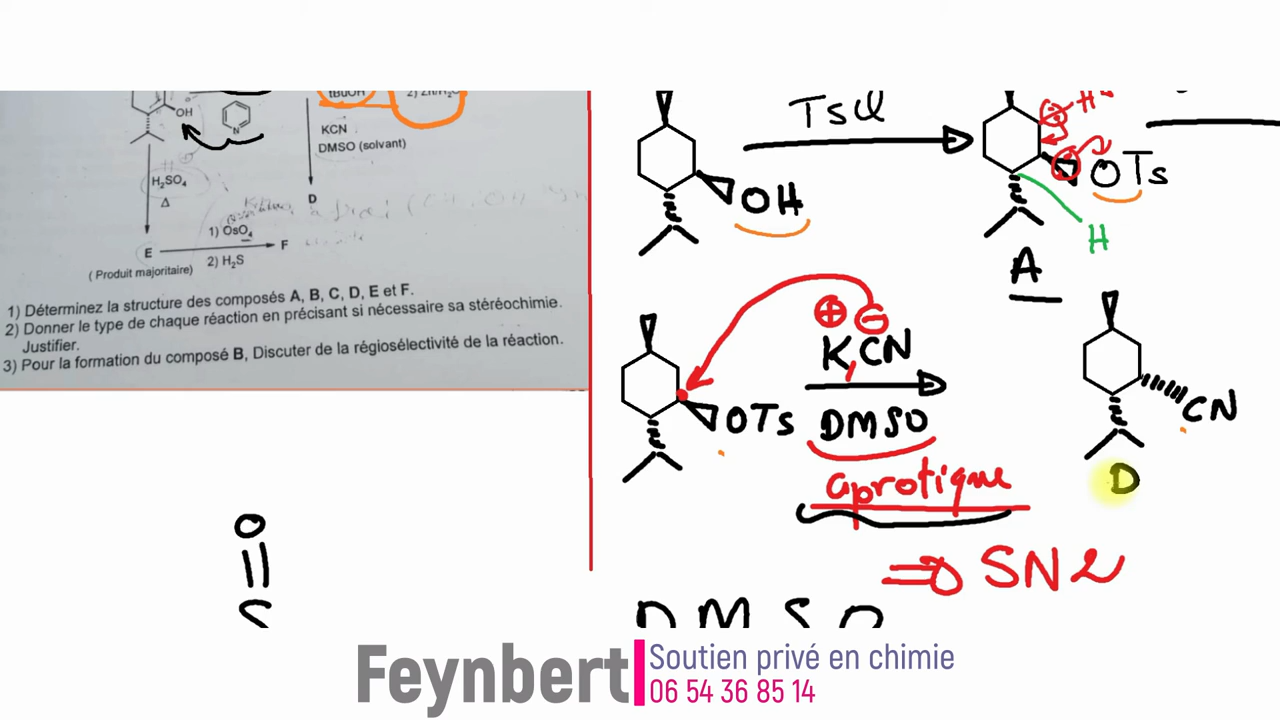 tBuOH
2) Zn/H₂O
OH
N
KCN
DMSO (solvant)
H₂SO₄
Δ
D
1) OsO₄
E
F
2) H₂S
( Produit majoritaire)
1) Déterminez la structure des composés A, B, C, D, E et F.
2) Donner le type de chaque réaction en précisant si nécessaire sa stéréochimie.
Justifier.
3) Pour la formation du composé B, Discuter de la régiosélectivité de la réaction.
O
S
OH
TsCl
H
OTs
H
A
OTs
⊕ ⊖
K,CN
DMSO
aprotique
⇒ SN2
CN
D
DMSO
Feynbert
Soutien privé en chimie
06 54 36 85 14